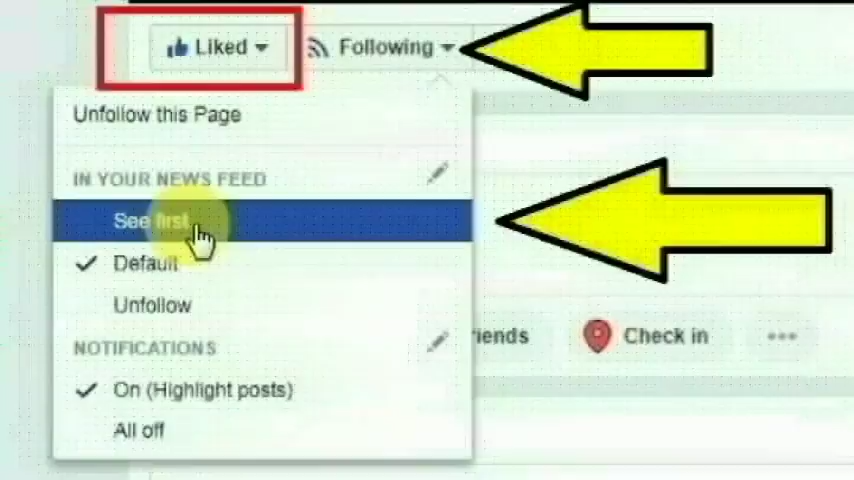 Liked Following
Unfollow this Page
IN YOUR NEWS FEED
See first
Default
Unfollow
riends Check in
NOTIFICATIONS
On (Highlight posts)
All off